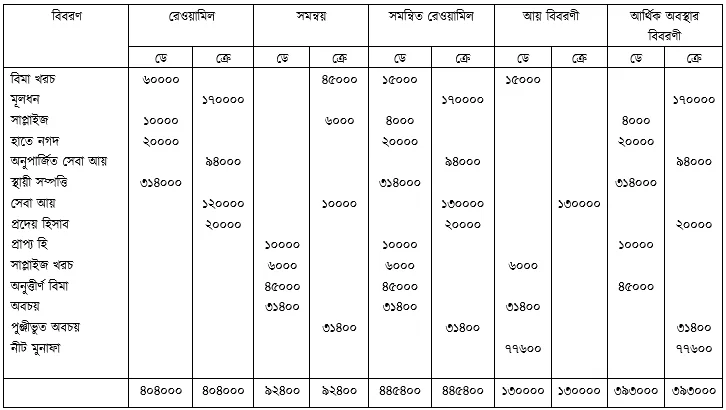 বিবরণ রেওয়ামিল সমন্বয় সমন্বিত রেওয়ামিল আয় বিবরণী আর্থিক অবস্থার
বিবরণী
ডে ক্রে ডে ক্রে ডে ক্রে ডে ক্রে ডে ক্রে
বিমা খরচ ৬০০০০ ৪৫০০০ ১৫০০০ ১৫০০০
মূলধন ১৭০০০০ ১৭০০০০ ১৭০০০০
সাপ্লাইজ ১০০০০ ৬০০০ ৪০০০ ৪০০০
হাতে নগদ ২০০০০ ২০০০০ ২০০০০
অনুপার্জিত সেবা আয় ৯৪০০০ ৯৪০০০ ৯৪০০০
স্থায়ী সম্পত্তি ৩১৪০০০ ৩১৪০০০ ৩১৪০০০
সেবা আয় ১২০০০০ ১০০০০ ১৩০০০০ ১৩০০০০
প্রদেয় হিসাব ২০০০০ ২০০০০ ২০০০০
প্রাপ্য হি ১০০০০ ১০০০০ ১০০০০
সাপ্লাইজ খরচ ৬০০০ ৬০০০ ৬০০০
অনুত্তীর্ণ বিমা ৪৫০০০ ৪৫০০০ ৪৫০০০
অবচয় ৩১৪০০ ৩১৪০০ ৩১৪০০
পুঞ্জীভুত অবচয় ৩১৪০০ ৩১৪০০ ৩১৪০০
নীট মুনাফা ৭৭৬০০ ৭৭৬০০
৪০৪০০০ ৪০৪০০০ ৯২৪০০ ৯২৪০০ ৪৪৫৪০০ ৪৪৫৪০০ ১৩০০০০ ১৩০০০০ ৩৯৩০০০ ৩৯৩০০০